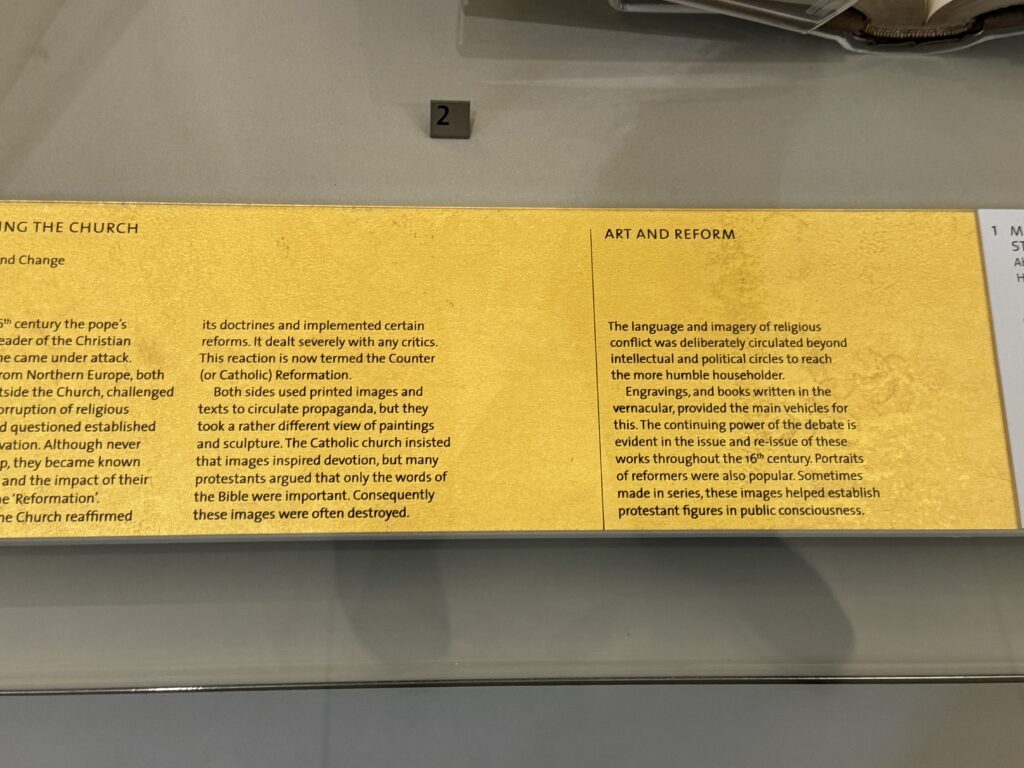 2
ING THE CHURCH
nd Change
6th century the pope's
eader of the Christian
ne came under attack.
rom Northern Europe, both
tside the Church, challenged
orruption of religious
d questioned established
vation. Although never
p, they became known
and the impact of their
ne 'Reformation'.
he Church reaffirmed
its doctrines and implemented certain
reforms. It dealt severely with any critics.
This reaction is now termed the Counter
(or Catholic) Reformation.
Both sides used printed images and
texts to circulate propaganda, but they
took a rather different view of paintings
and sculpture. The Catholic church insisted
that images inspired devotion, but many
protestants argued that only the words of
the Bible were important. Consequently
these images were often destroyed.
ART AND REFORM
The language and imagery of religious
conflict was deliberately circulated beyond
intellectual and political circles to reach
the more humble householder.
Engravings, and books written in the
vernacular, provided the main vehicles for
this. The continuing power of the debate is
evident in the issue and re-issue of these
works throughout the 16th century. Portraits
of reformers were also popular. Sometimes
made in series, these images helped establish
protestant figures in public consciousness.
1 M
ST